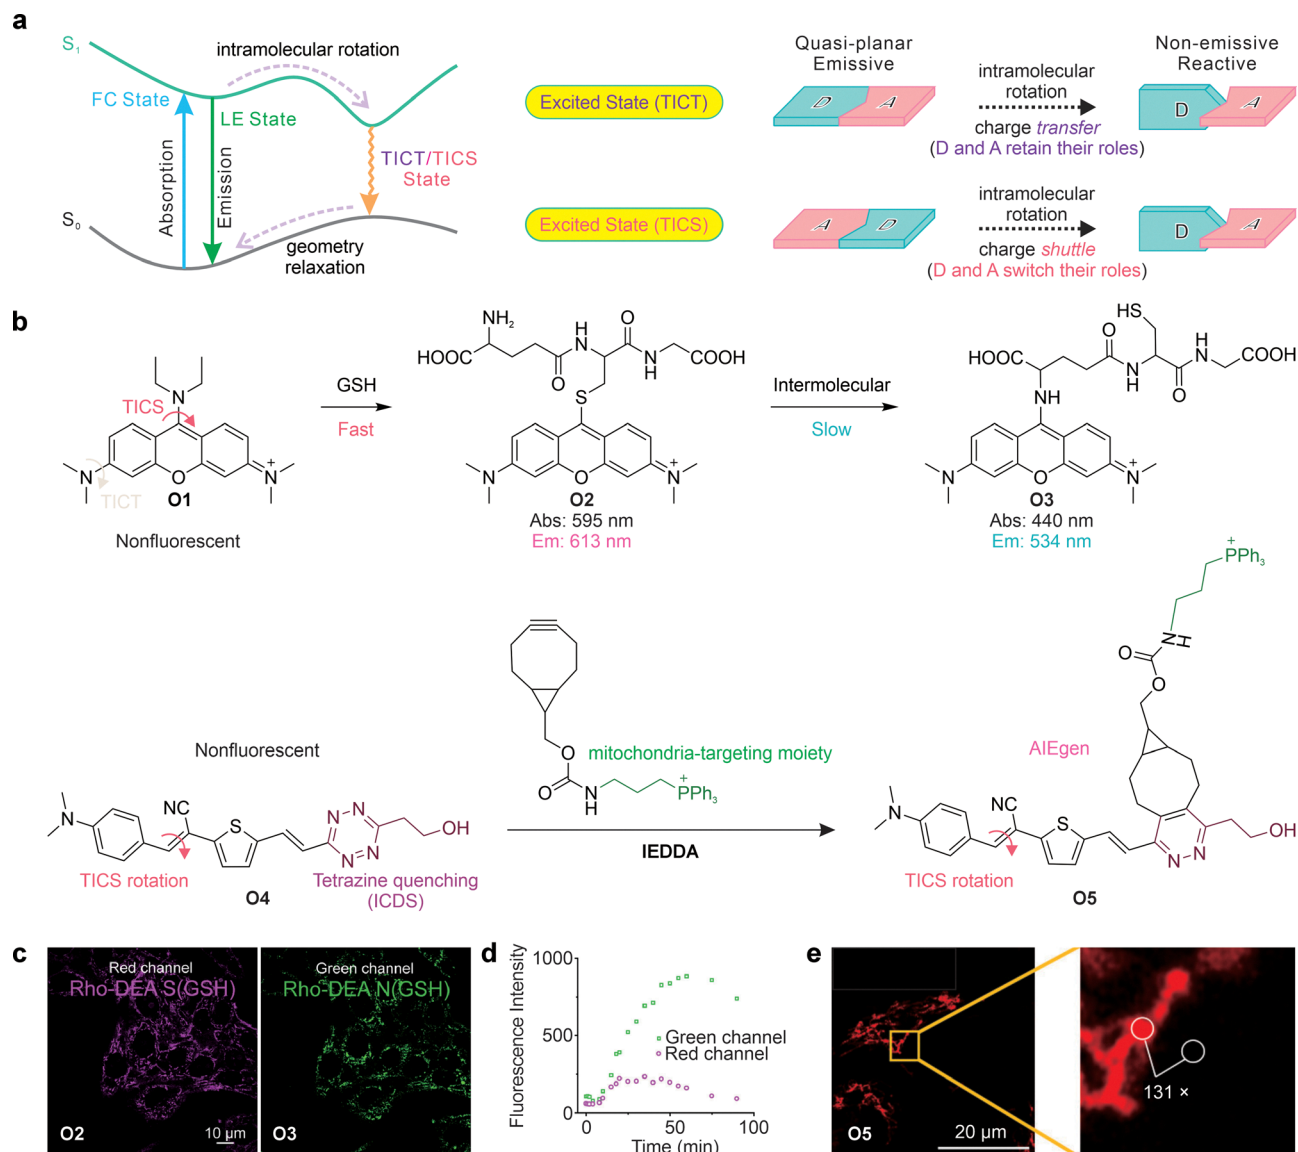 a
S1
intramolecular rotation
FC State
LE State
Absorption
Emission
TICT/TICS
State
S0
geometry
relaxation
Excited State (TICT)
Quasi-planar
Emissive
D
A
intramolecular
rotation
charge transfer
(D and A retain their roles)
Non-emissive
Reactive
D
A
Excited State (TICS)
A
D
intramolecular
rotation
charge shuttle
(D and A switch their roles)
D
A
b
N
TICS
N
O
N
+
TICT
O1
Nonfluorescent
GSH
Fast
NH2
HOOC
O
H
N
O
N
H
COOH
S
N
O
N
+
O2
Abs: 595 nm
Em: 613 nm
Intermolecular
Slow
HS
HOOC
O
N
H
O
H
N
COOH
NH
N
O
N
+
O3
Abs: 440 nm
Em: 534 nm
Nonfluorescent
N
NC
S
N
N
N
N
OH
TICS rotation
O4
Tetrazine quenching
(ICDS)
O
O
N
H
mitochondria-targeting moiety
+
PPh3
IEDDA
+
PPh3
N
H
O
O
AIEgen
N
NC
S
N
N
OH
TICS rotation
O5
c
Red channel
Rho-DEA S(GSH)
O2
10 μm
Green channel
Rho-DEA N(GSH)
O3
d
Fluorescence Intensity
1000
500
0
Green channel
Red channel
0
50
100
Time (min)
e
O5
20 μm
131 ×